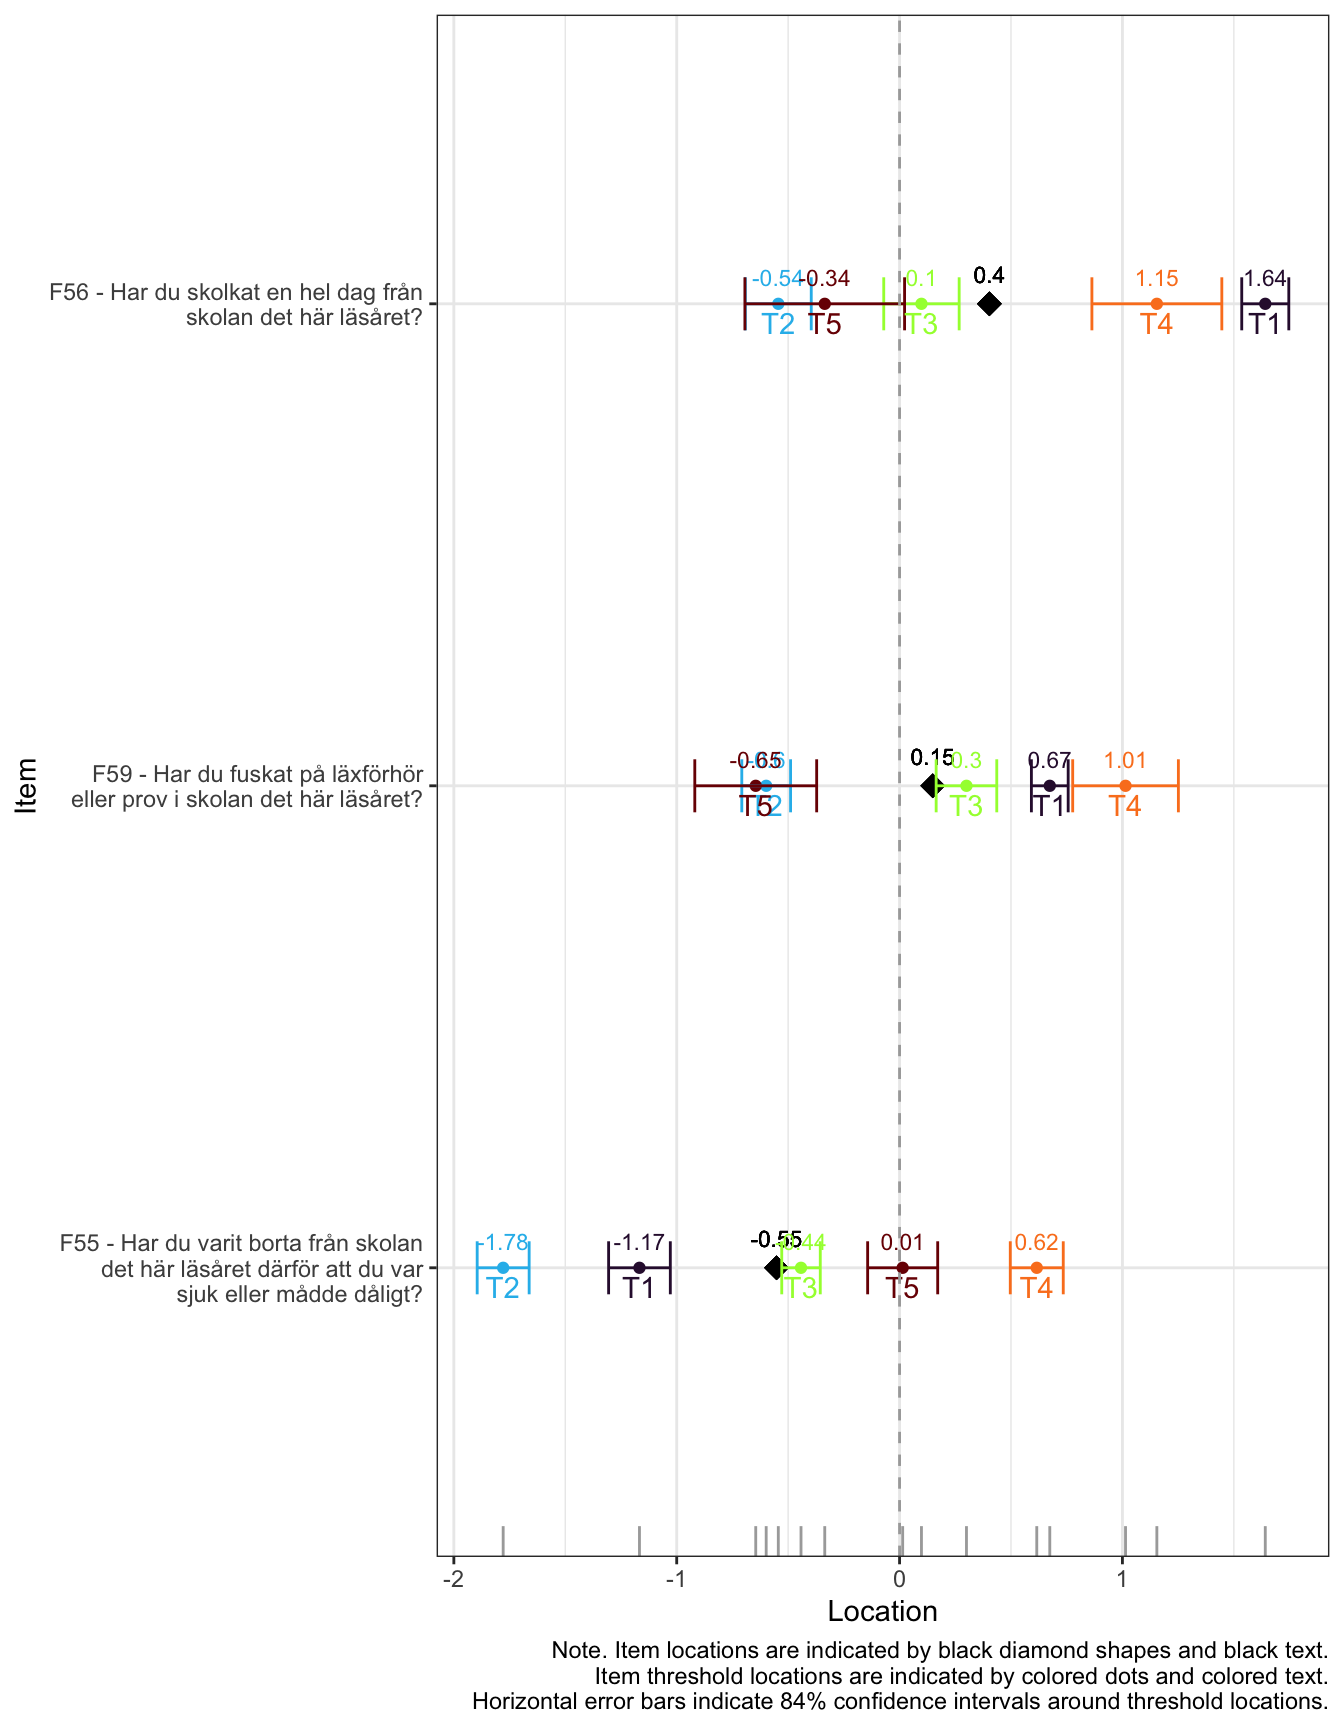 -0.54
-0.34
0.1
0.4
1.15
1.64
F56 - Har du skolkat en hel dag från
skolan det här läsåret?
T2
T5
T3
T4
T1
-0.65
-0.6
0.15
0.3
0.67
1.01
Item
F59 - Har du fuskat på läxförhör
eller prov i skolan det här läsåret?
T5
T2
T3
T1
T4
-1.78
-1.17
-0.55
-0.44
0.01
0.62
F55 - Har du varit borta från skolan
det här läsåret därför att du var
sjuk eller mådde dåligt?
T2
T1
T3
T5
T4
-2
-1
0
1
Location
Note. Item locations are indicated by black diamond shapes and black text.
Item threshold locations are indicated by colored dots and colored text.
Horizontal error bars indicate 84% confidence intervals around threshold locations.